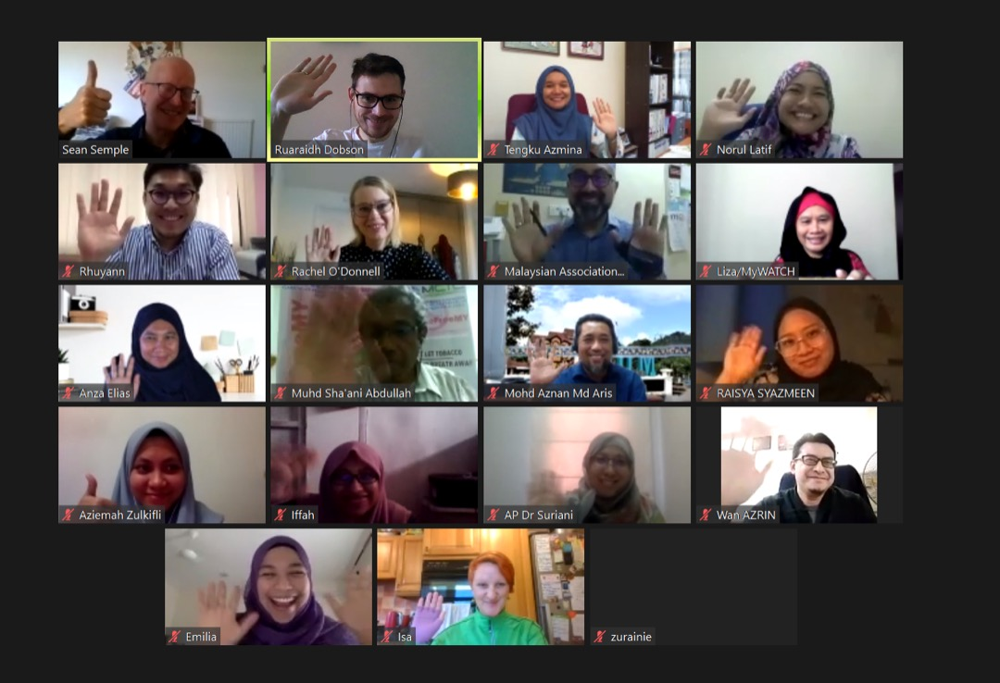 Sean Semple
Ruaraidh Dobson
Tengku Azmina
Norul Latif
Rhuyann
Rachel O'Donnell
Malaysian Association...
Liza/MyWATCH
Anza Elias
Muhd Sha'ani Abdullah
LET TOBACCO
Mohd Aznan Md Aris
RAISYA SYAZMEEN
Aziemah Zulkifli
Iffah
AP Dr Suriani
Wan AZRIN
Emilia
Isa
zurainie